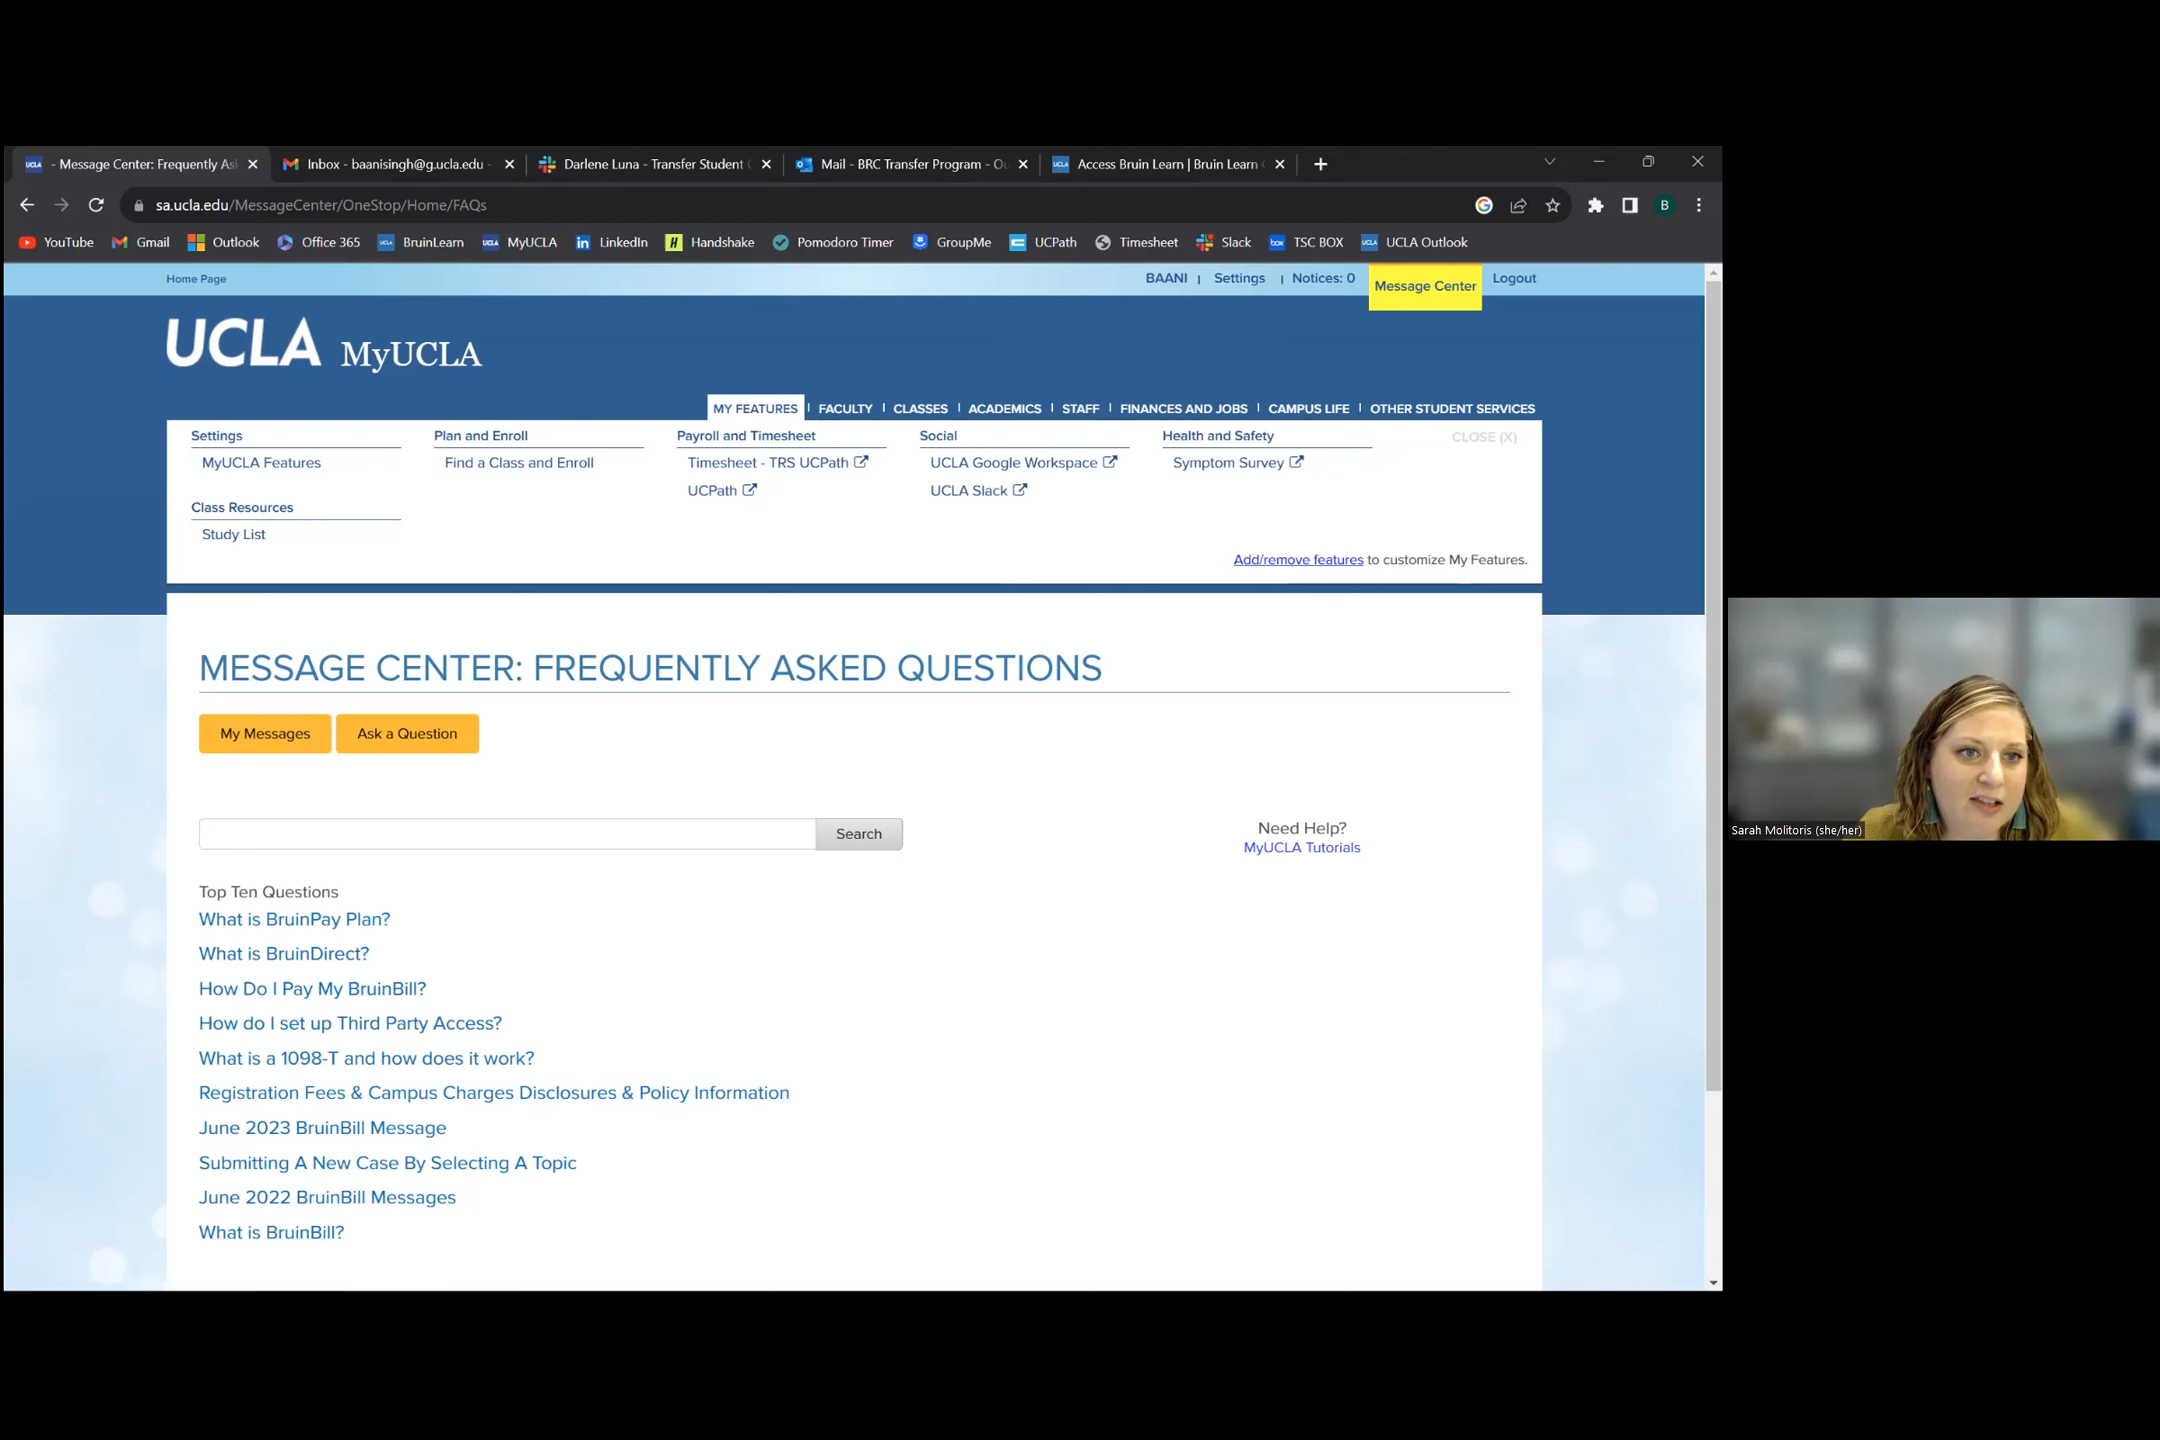 - Message Center: Frequently As
Inbox - baanisingh@g.ucla.edu -
Darlene Luna - Transfer Student
Mail - BRC Transfer Program - Ou
UCLA
Access Bruin Learn | Bruin Learn
sa.ucla.edu/MessageCenter/OneStop/Home/FAQs
B
YouTube
Gmail
Outlook
Office 365
BruinLearn
MyUCLA
LinkedIn
Handshake
Pomodoro Timer
GroupMe
UCPath
Timesheet
Slack
TSC BOX
UCLA Outlook
Home Page
BAANI | Settings | Notices: 0 Message Center Logout
UCLA MyUCLA
MY FEATURES | FACULTY | CLASSES | ACADEMICS | STAFF | FINANCES AND JOBS | CAMPUS LIFE | OTHER STUDENT SERVICES
CLOSE (X)
Settings
MyUCLA Features
Class Resources
Study List
Plan and Enroll
Find a Class and Enroll
Payroll and Timesheet
Timesheet - TRS UCPath
UCPath
Social
UCLA Google Workspace
UCLA Slack
Health and Safety
Symptom Survey
Add/remove features to customize My Features.
MESSAGE CENTER: FREQUENTLY ASKED QUESTIONS
My Messages
Ask a Question
Search
Need Help?
MyUCLA Tutorials
Top Ten Questions
What is BruinPay Plan?
What is BruinDirect?
How Do I Pay My BruinBill?
How do I set up Third Party Access?
What is a 1098-T and how does it work?
Registration Fees & Campus Charges Disclosures & Policy Information
June 2023 BruinBill Message
Submitting A New Case By Selecting A Topic
June 2022 BruinBill Messages
What is BruinBill?
Sarah Molitoris (she/her)